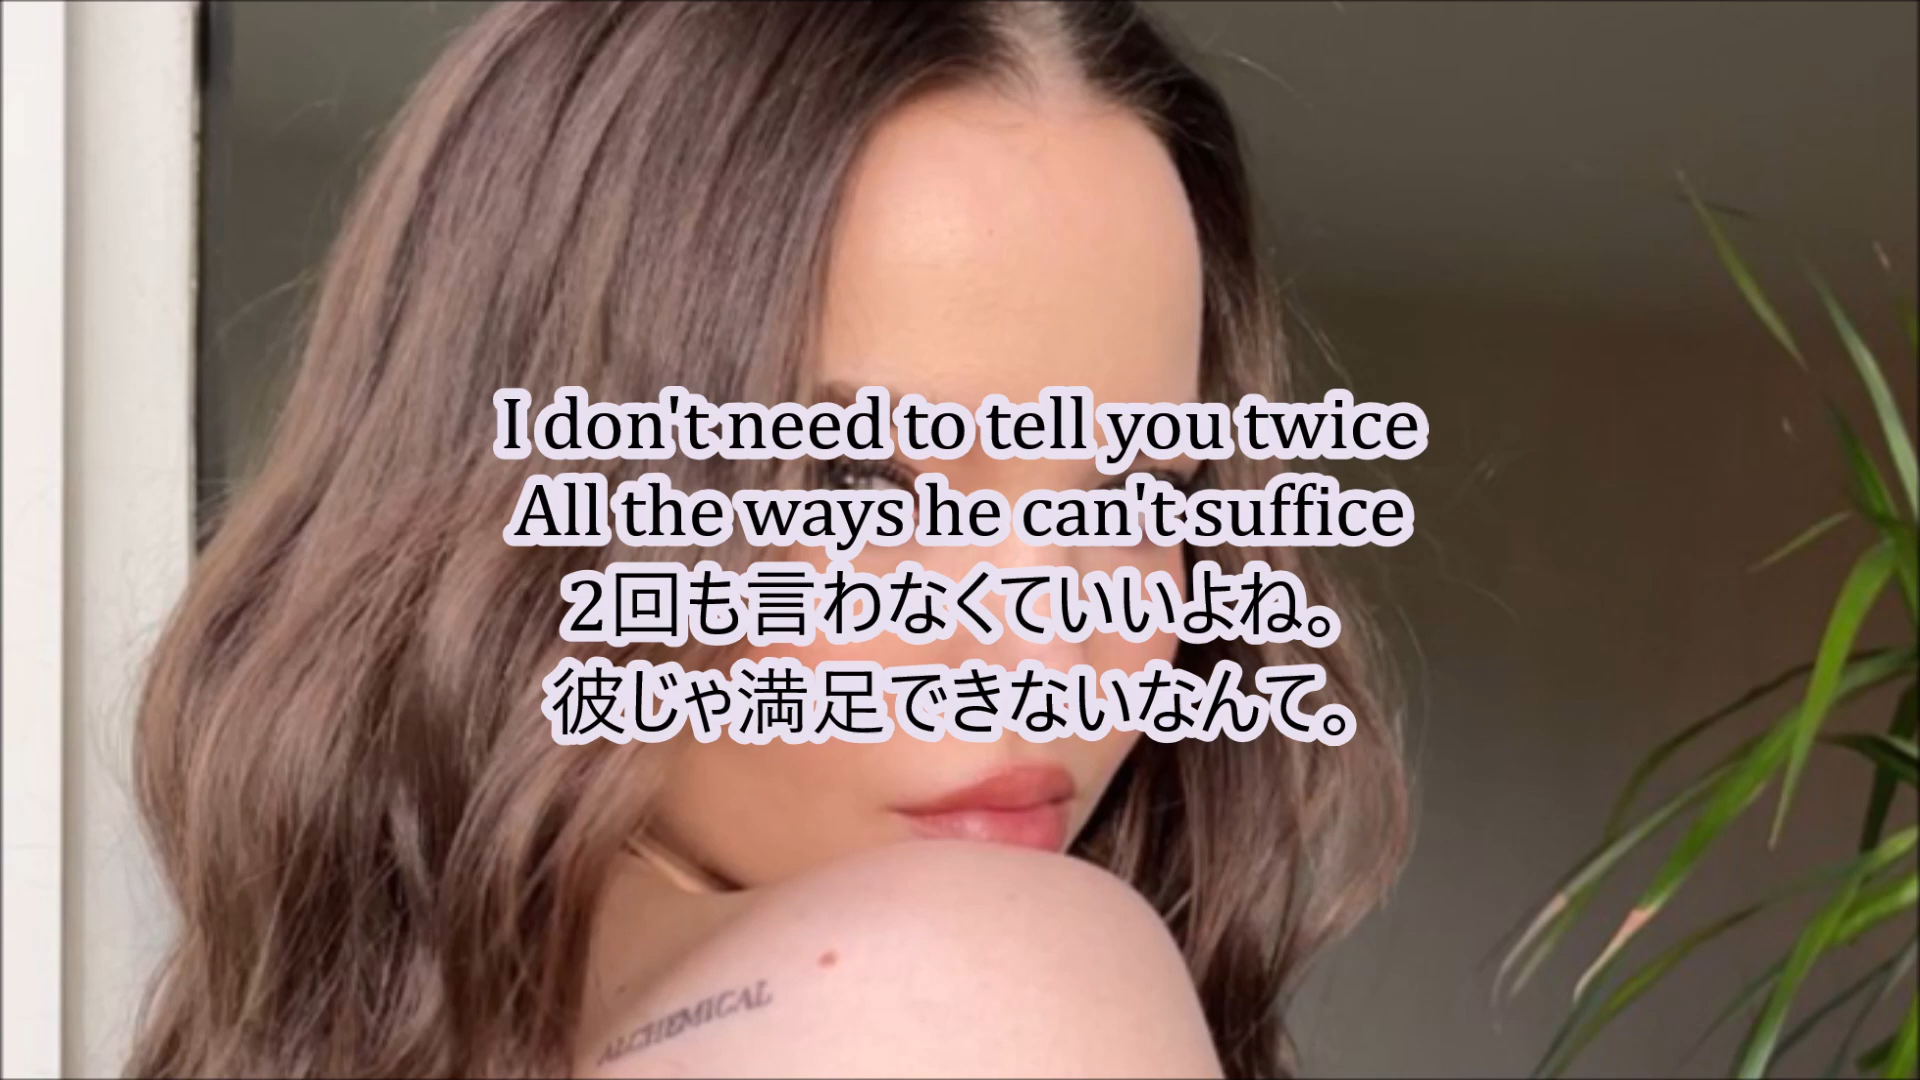 I don't need to tell you twice
All the ways he can't suffice
2回も言わなくていいよね。
彼じゃ満足できないなんて。
ALCHEMICAL